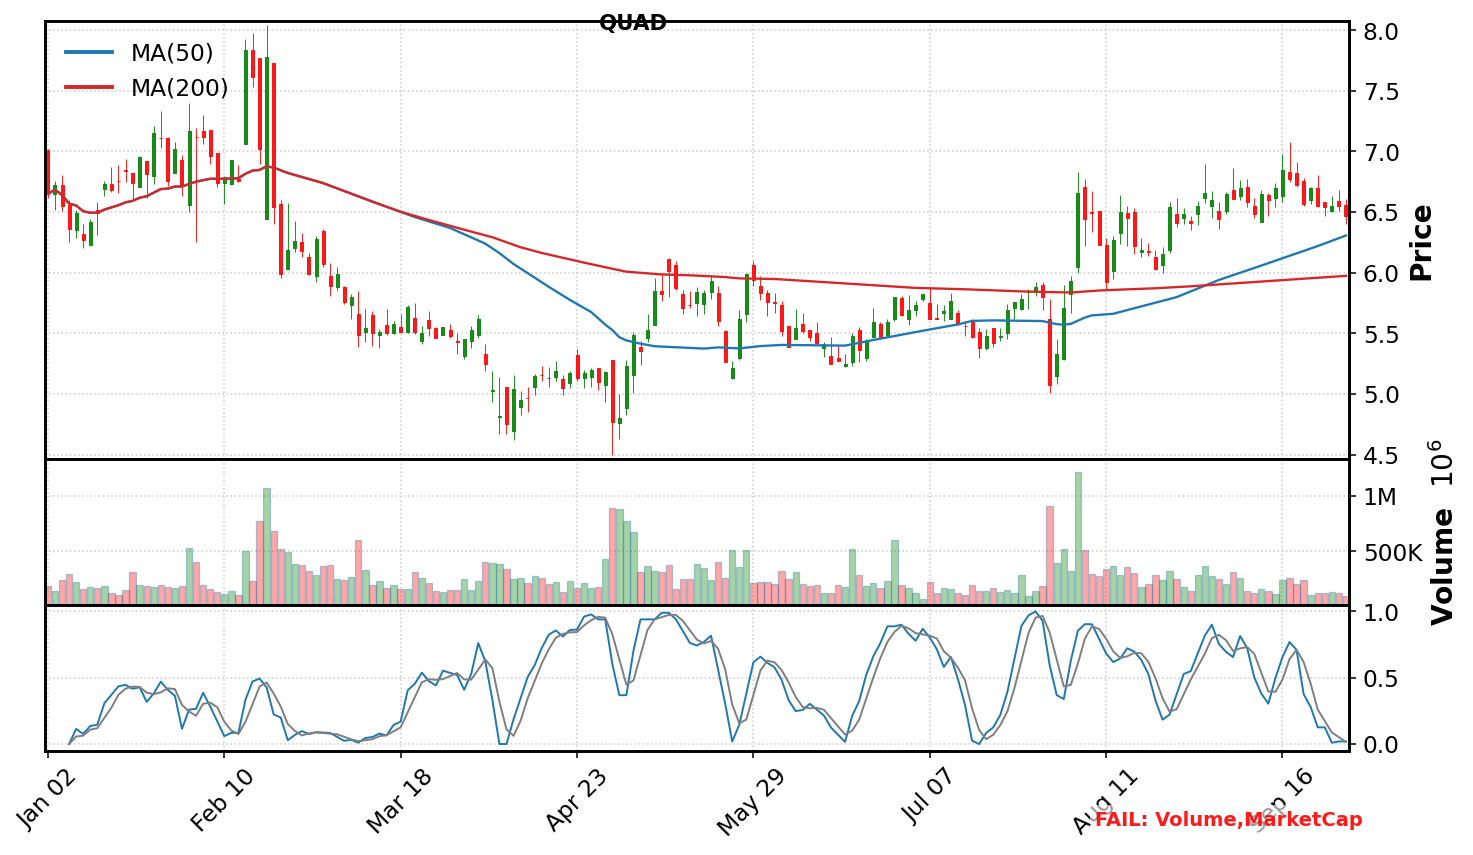 QUAD
MA(50)
MA(200)
8.0
7.5
7.0
6.5
6.0
5.5
5.0
4.5
Price
1M
500K
Volume 10^6
1.0
0.5
0.0
Jan 02
Feb 10
Mar 18
Apr 23
May 29
Jul 07
Aug 11
Sep 16
FAIL: Volume,MarketCap